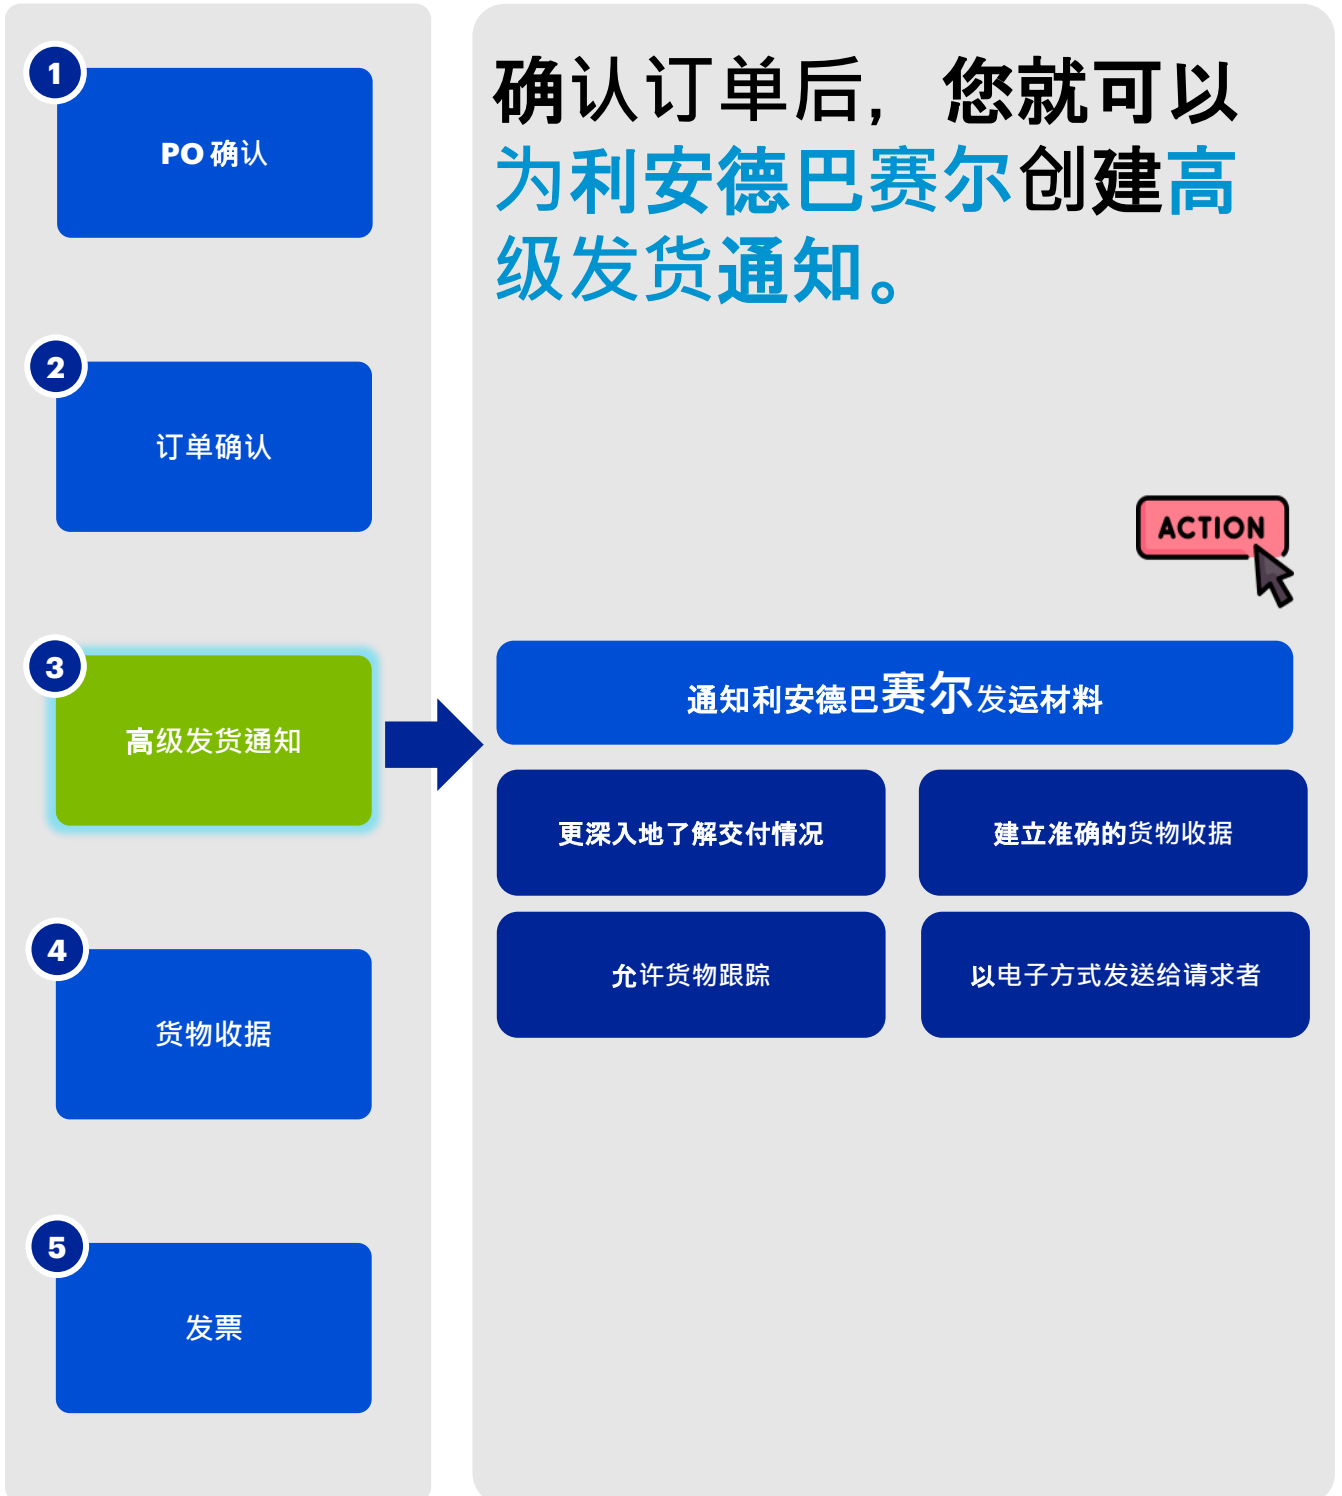 1
PO 确认
2
订单确认
3
高级发货通知
4
货物收据
5
发票
确认订单后，您就可以
为利安德巴赛尔创建高
级发货通知。
ACTION
通知利安德巴赛尔发运材料
更深入地了解交付情况
建立准确的货物收据
允许货物跟踪
以电子方式发送给请求者